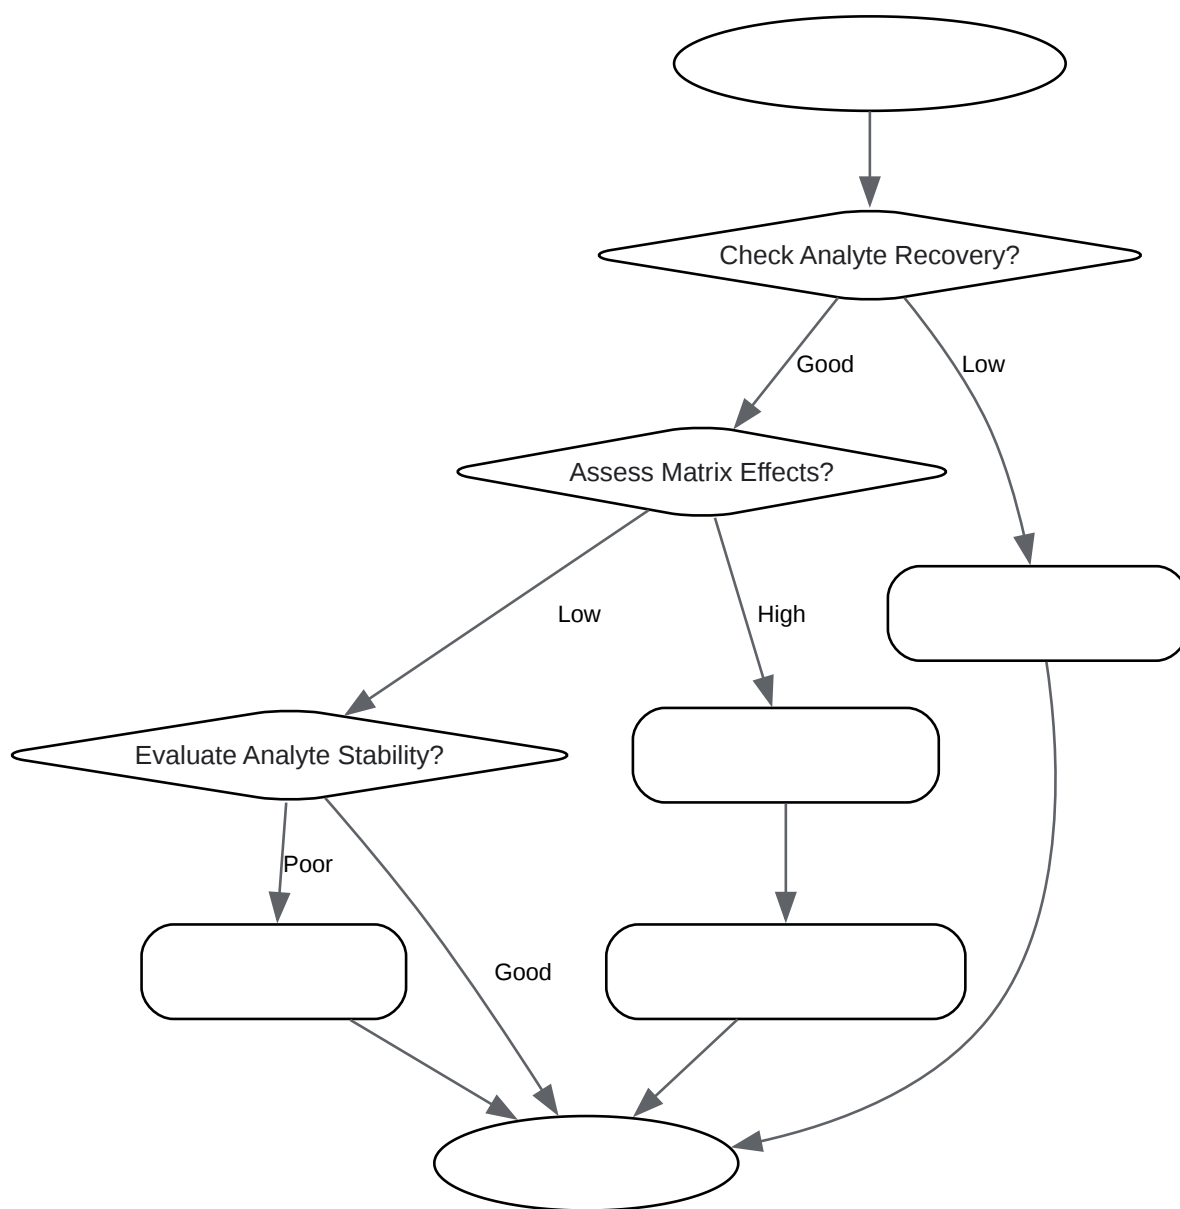 Check Analyte Recovery?
Good
Low
Assess Matrix Effects?
Low
High
Evaluate Analyte Stability?
Poor
Good